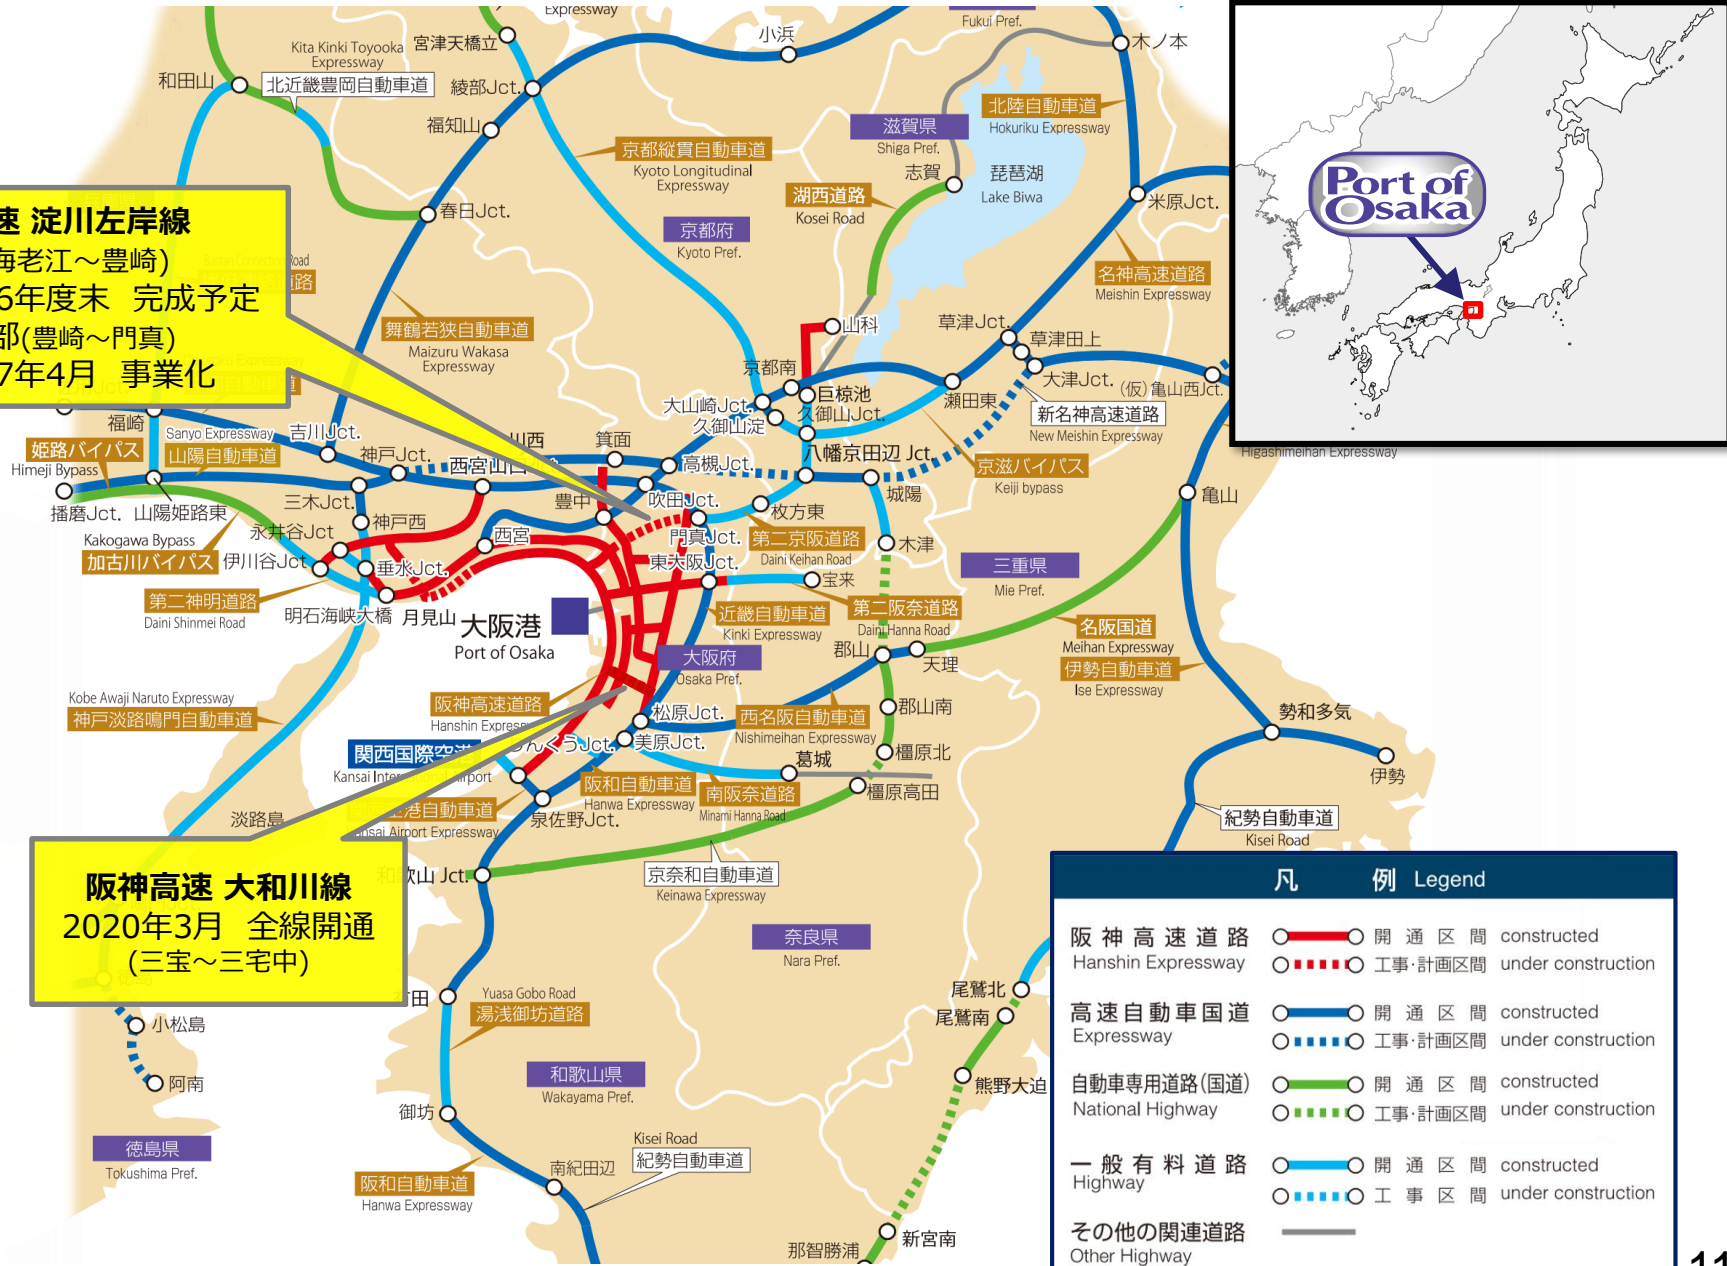 Expressway
Fukui Pref.
Kita Kinki Toyooka
Expressway
北近畿豊岡自動車道
宮津天橋立
小浜
木ノ本
和田山
綾部Jct.
福知山
京都縦貫自動車道
Kyoto Longitudinal
Expressway
滋賀県
Shiga Pref.
北陸自動車道
Hokuriku Expressway
志賀
琵琶湖
Lake Biwa
湖西道路
Kosei Road
米原Jct.
春日Jct.
京都府
Kyoto Pref.
名神高速道路
Meishin Expressway
Port of
Osaka
速 淀川左岸線
海老江～豊崎)
6年度末 完成予定
部(豊崎～門真)
7年4月 事業化
舞鶴若狭自動車道
Maizuru Wakasa
Expressway
山科
草津Jct.
草津田上
京都南
巨椋池
大津Jct.
(仮)亀山西Jct.
大山崎Jct.
久御山Jct.
久御山淀
瀬田東
新名神高速道路
New Meishin Expressway
Higashimeihan Expressway
福崎
Sanyo Expressway
山陽自動車道
吉川Jct.
姫路バイパス
Himeji Bypass
神戸Jct.
川西
箕面
高槻Jct.
八幡京田辺 Jct.
京滋バイパス
Keiji bypass
城陽
亀山
播磨Jct.
山陽姫路東
三木Jct.
神戸西
豊中
吹田Jct.
枚方東
Kakogawa Bypass
加古川バイパス
永井谷Jct
伊川谷Jct
垂水Jct.
西宮
門真Jct.
第二京阪道路
Daini Keihan Road
木津
東大阪Jct.
宝来
三重県
Mie Pref.
第二神明道路
Daini Shinmei Road
明石海峡大橋
月見山
大阪港
Port of Osaka
近畿自動車道
Kinki Expressway
第二阪奈道路
Daini Hanna Road
名阪国道
Meihan Expressway
伊勢自動車道
Ise Expressway
大阪府
Osaka Pref.
郡山
天理
Kobe Awaji Naruto Expressway
神戸淡路鳴門自動車道
阪神高速道路
Hanshin Expres
松原Jct.
西名阪自動車道
Nishimeihan Expressway
郡山南
勢和多気
関西国際空
Kansai International Airport
んくうJct.
美原Jct.
葛城
橿原北
伊勢
阪和自動車道
Hanwa Expressway
南阪奈道路
Minami Hanna Road
橿原高田
港自動車道
sai Airport Expressway
泉佐野Jct.
淡路島
紀勢自動車道
Kisei Road
阪神高速 大和川線
2020年3月 全線開通
(三宝～三宅中)
歌山 Jct.
京奈和自動車道
Keinawa Expressway
奈良県
Nara Pref.
田
Yuasa Gobo Road
湯浅御坊道路
尾鷲北
尾鷲南
小松島
阿南
和歌山県
Wakayama Pref.
熊野大迫
御坊
徳島県
Tokushima Pref.
Kisei Road
紀勢自動車道
南紀田辺
阪和自動車道
Hanwa Expressway
新宮南
那智勝浦
凡 例 Legend
阪神高速道路 開通区間 constructed
Hanshin Expressway 工事·計画区間 under construction
高速自動車国道 開通区間 constructed
Expressway 工事·計画区間 under construction
自動車専用道路(国道) 開通区間 constructed
National Highway 工事·計画区間 under construction
一般有料道路 開通区間 constructed
Highway 工事区間 under construction
その他の関連道路
Other Highway
11